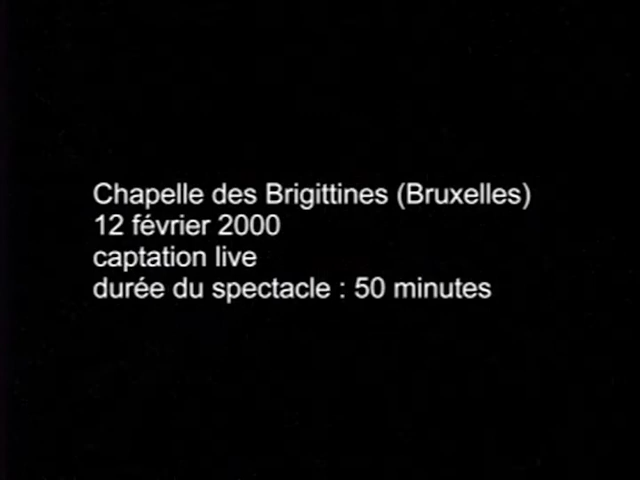 Chapelle des Brigittines (Bruxelles)
12 février 2000
captation live
durée du spectacle : 50 minutes